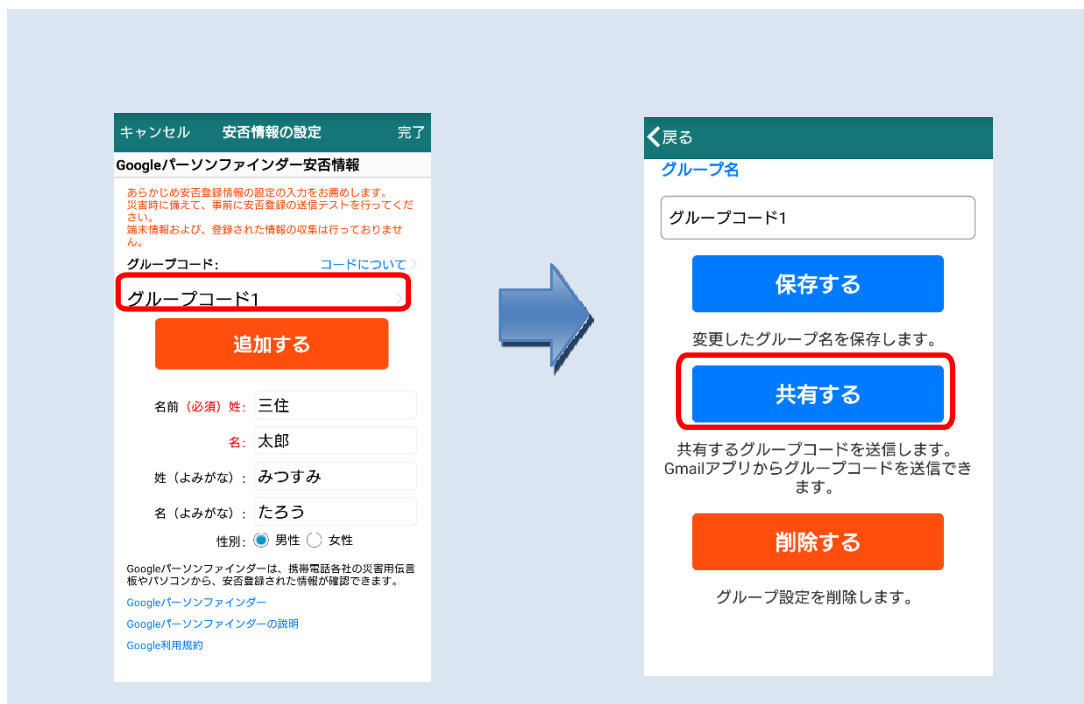 キャンセル 安否情報の設定 完了
Googleパーソンファインダー安否情報
あらかじめ安否登録情報の設定の入力をお薦めします。
災害時に備えて、事前に安否登録の送信テストを行ってくだ
さい。
端末情報および、登録された情報の収集は行っておりませ
ん。
グループコード: コードについて
グループコード1
追加する
名前（必須）姓: 三住
名: 太郎
姓（よみがな）: みつすみ
名（よみがな）: たろう
性別: 男性 女性
Googleパーソンファインダーは、携帯電話各社の災害用伝言
板やパソコンから、安否登録された情報が確認できます。
Googleパーソンファインダー
Googleパーソンファインダーの説明
Google利用規約
戻る
グループ名
グループコード1
保存する
変更したグループ名を保存します。
共有する
共有するグループコードを送信します。
Gmailアプリからグループコードを送信でき
ます。
削除する
グループ設定を削除します。